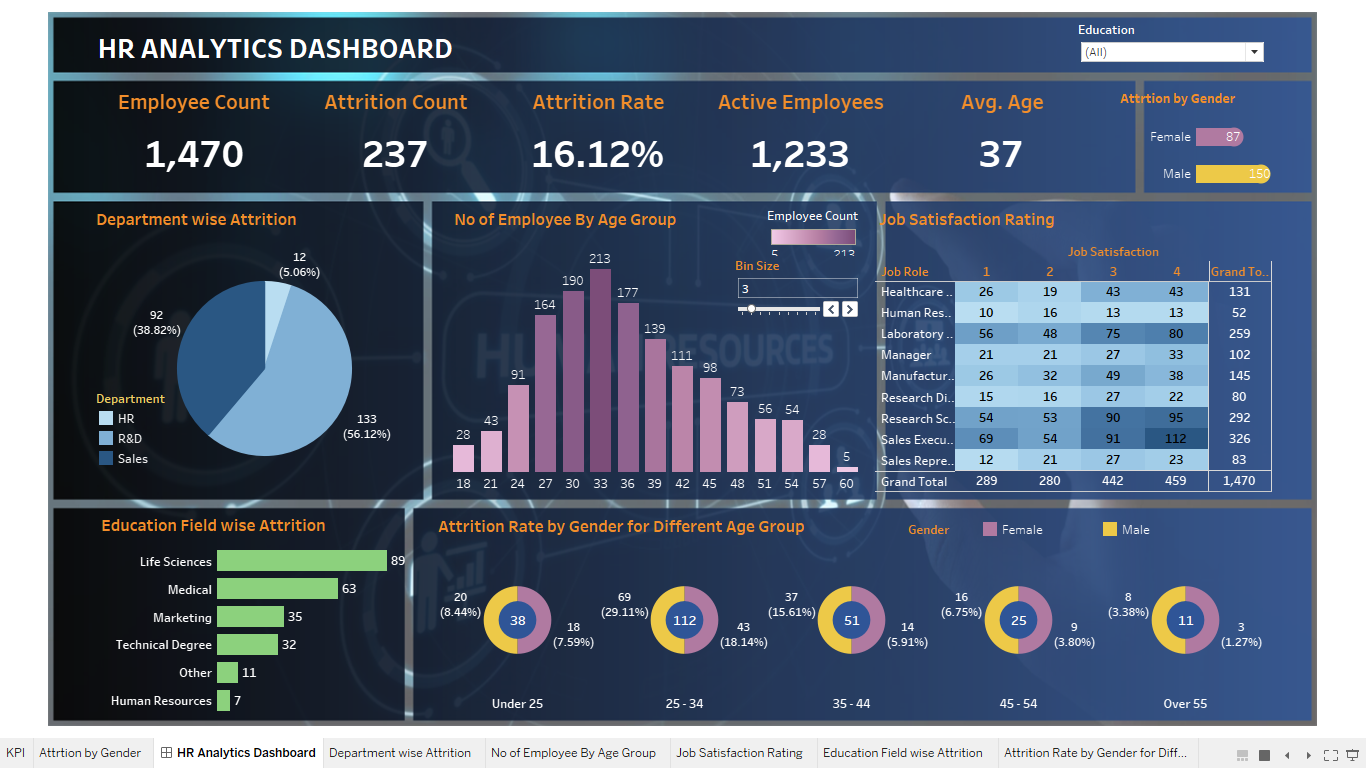 HR ANALYTICS DASHBOARD
Education
(All)
Employee Count
Attrition Count
Attrition Rate
Active Employees
Avg. Age
1,470
237
16.12%
1,233
37
Attrtion by Gender
Female 87
Male 150
Department wise Attrition
12
(5.06%)
92
(38.82%)
133
(56.12%)
Department
HR
R&D
Sales
No of Employee By Age Group
Employee Count
5 213
Bin Size
3
28 43 91 164 190 213 177 139 111 98 73 56 54 28 5
18 21 24 27 30 33 36 39 42 45 48 51 54 57 60
HUMAN RESOURCES
Job Satisfaction Rating
Job Satisfaction
Job Role 1 2 3 4 Grand To..
Healthcare .. 26 19 43 43 131
Human Res.. 10 16 13 13 52
Laboratory .. 56 48 75 80 259
Manager 21 21 27 33 102
Manufactur.. 26 32 49 38 145
Research Di.. 15 16 27 22 80
Research Sc.. 54 53 90 95 292
Sales Execu.. 69 54 91 112 326
Sales Repre.. 12 21 27 23 83
Grand Total 289 280 442 459 1,470
Education Field wise Attrition
Life Sciences 89
Medical 63
Marketing 35
Technical Degree 32
Other 11
Human Resources 7
Attrition Rate by Gender for Different Age Group
Gender
Female
Male
20
(8.44%)
38
18
(7.59%)
69
(29.11%)
112
43
(18.14%)
37
(15.61%)
51
14
(5.91%)
16
(6.75%)
25
9
(3.80%)
8
(3.38%)
11
3
(1.27%)
Under 25
25 - 34
35 - 44
45 - 54
Over 55
KPI
Attrtion by Gender
HR Analytics Dashboard
Department wise Attrition
No of Employee By Age Group
Job Satisfaction Rating
Education Field wise Attrition
Attrition Rate by Gender for Diff...